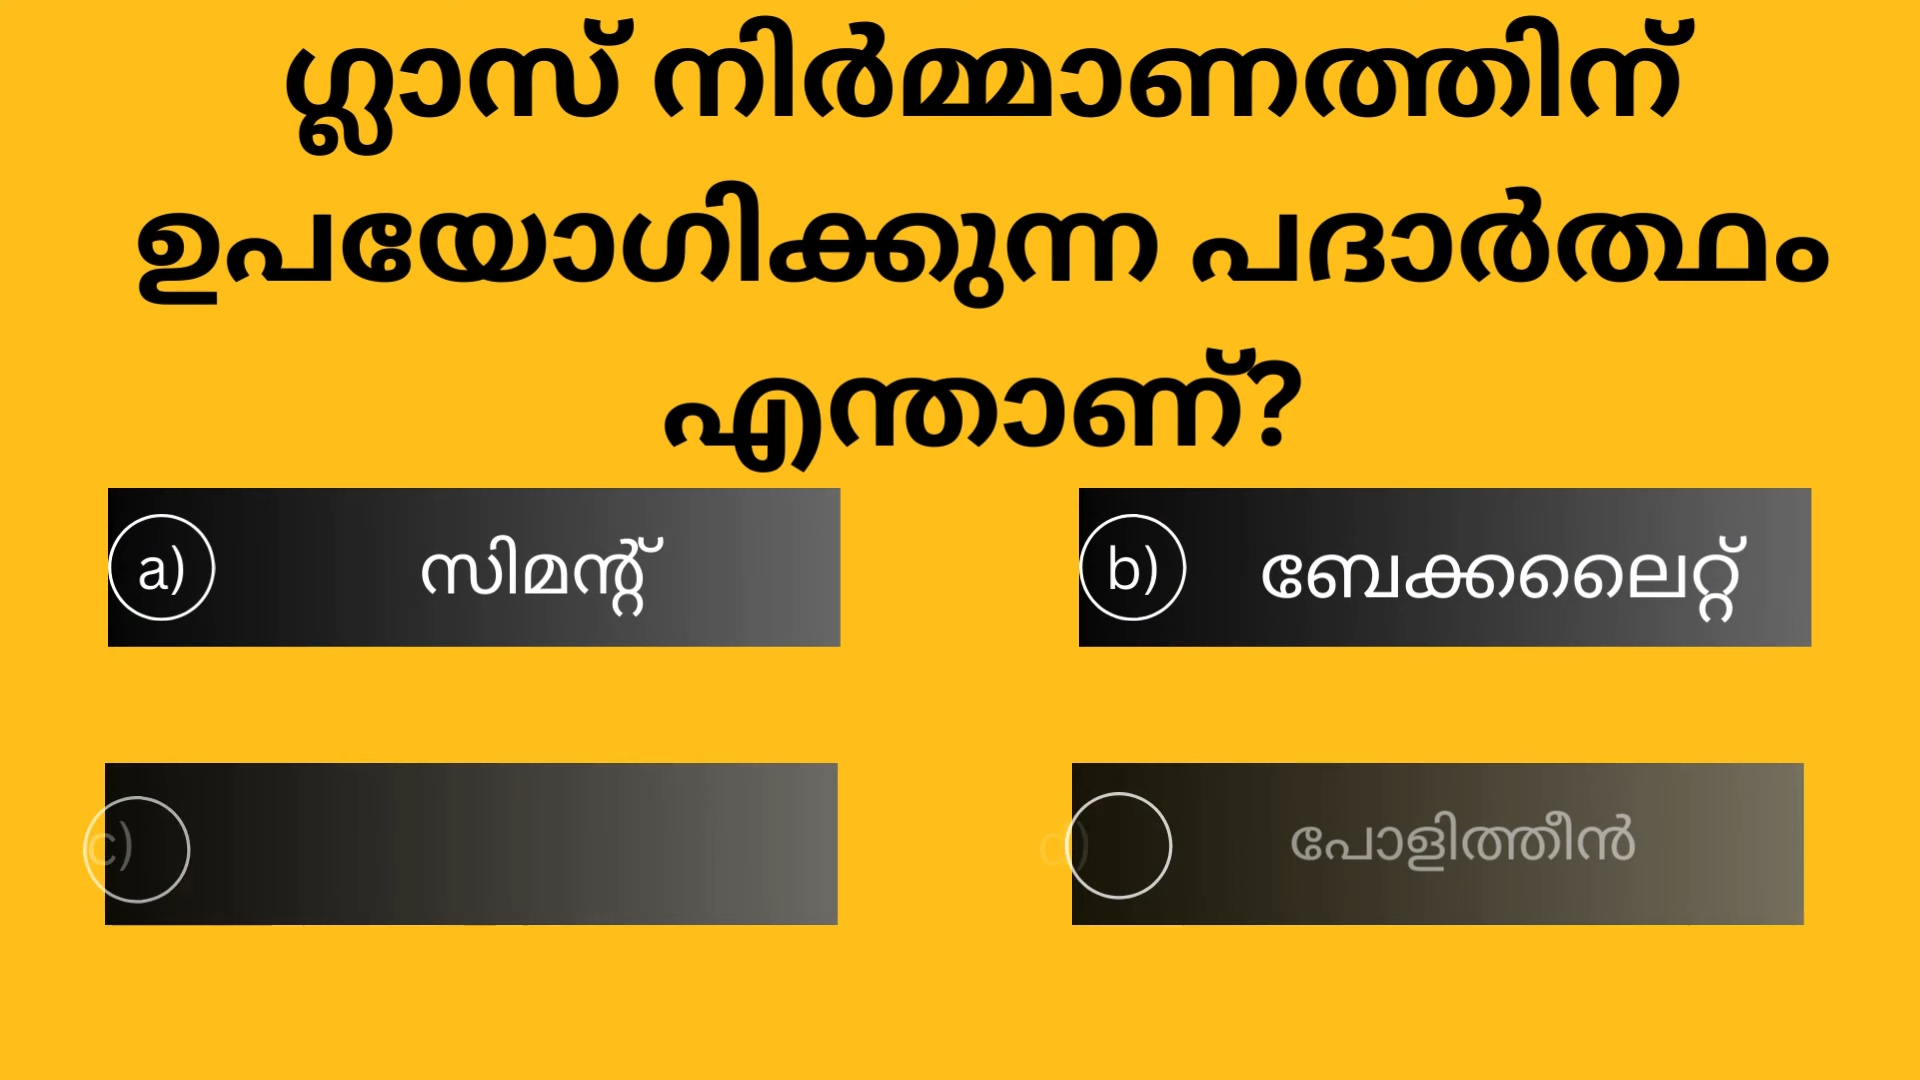 ഗ്ലാസ് നിർമ്മാണത്തിന്
ഉപയോഗിക്കുന്ന പദാർത്ഥം
എന്താണ്?
a) സിമന്റ്
b) ബേക്കലൈറ്റ്
c)
d) പോളിത്തീൻ